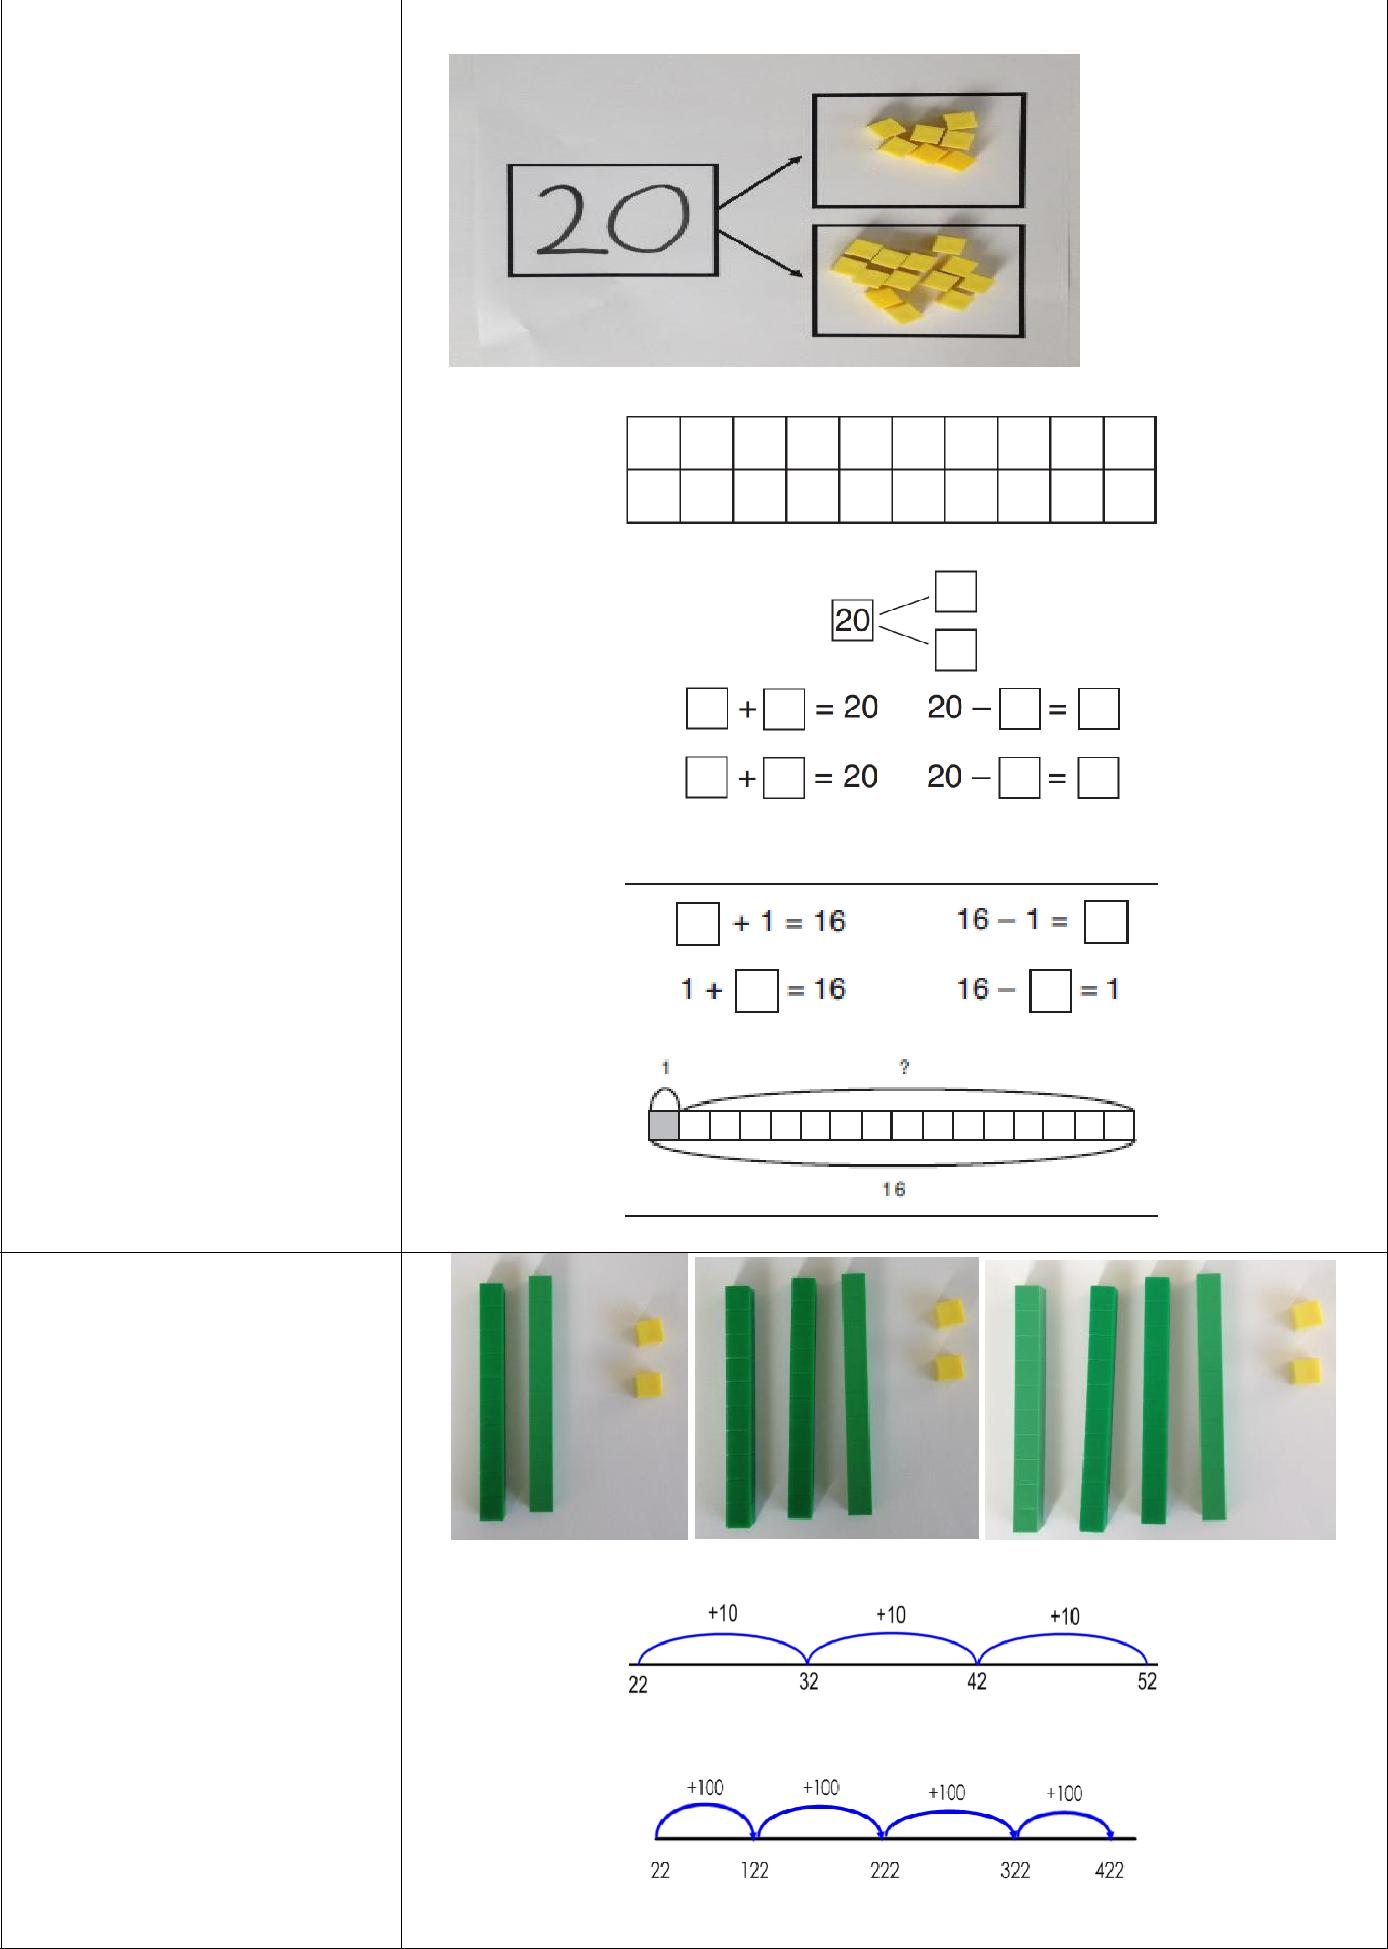 20
20
+ = 20 20 – =
+ = 20 20 – =
+ 1 = 16 16 – 1 =
1 + = 16 16 – = 1
1 ?
16
+10 +10 +10
22 32 42 52
+100 +100 +100 +100
22 122 222 322 422